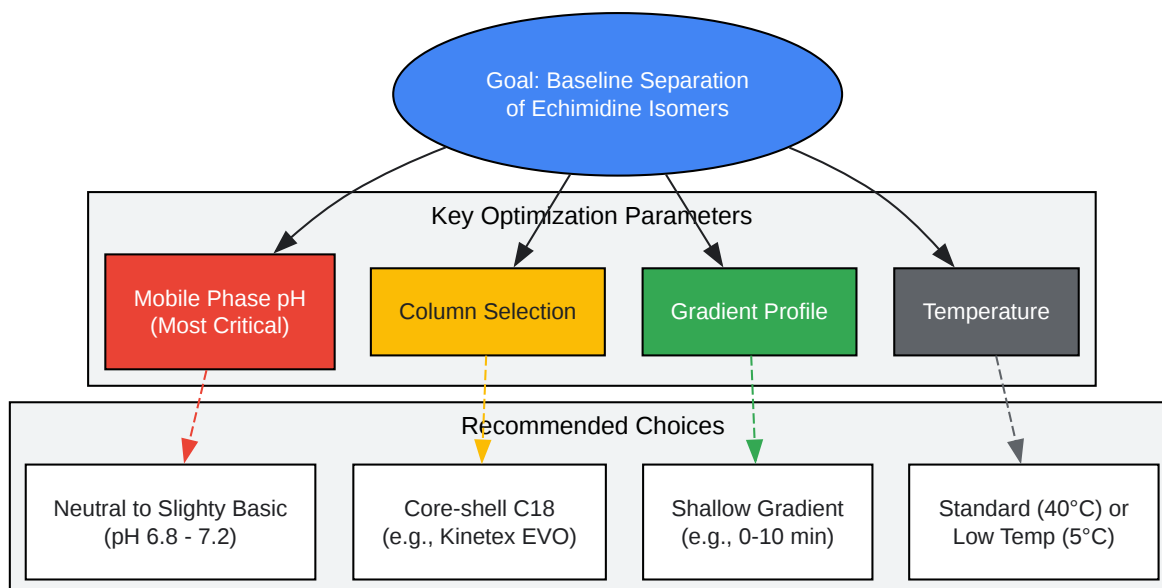 Goal: Baseline Separation
of Echimidine Isomers
Key Optimization Parameters
Mobile Phase pH
(Most Critical)
Column Selection
Gradient Profile
Temperature
Recommended Choices
Neutral to Slighty Basic
(pH 6.8 - 7.2)
Core-shell C18
(e.g., Kinetex EVO)
Shallow Gradient
(e.g., 0-10 min)
Standard (40°C) or
Low Temp (5°C)